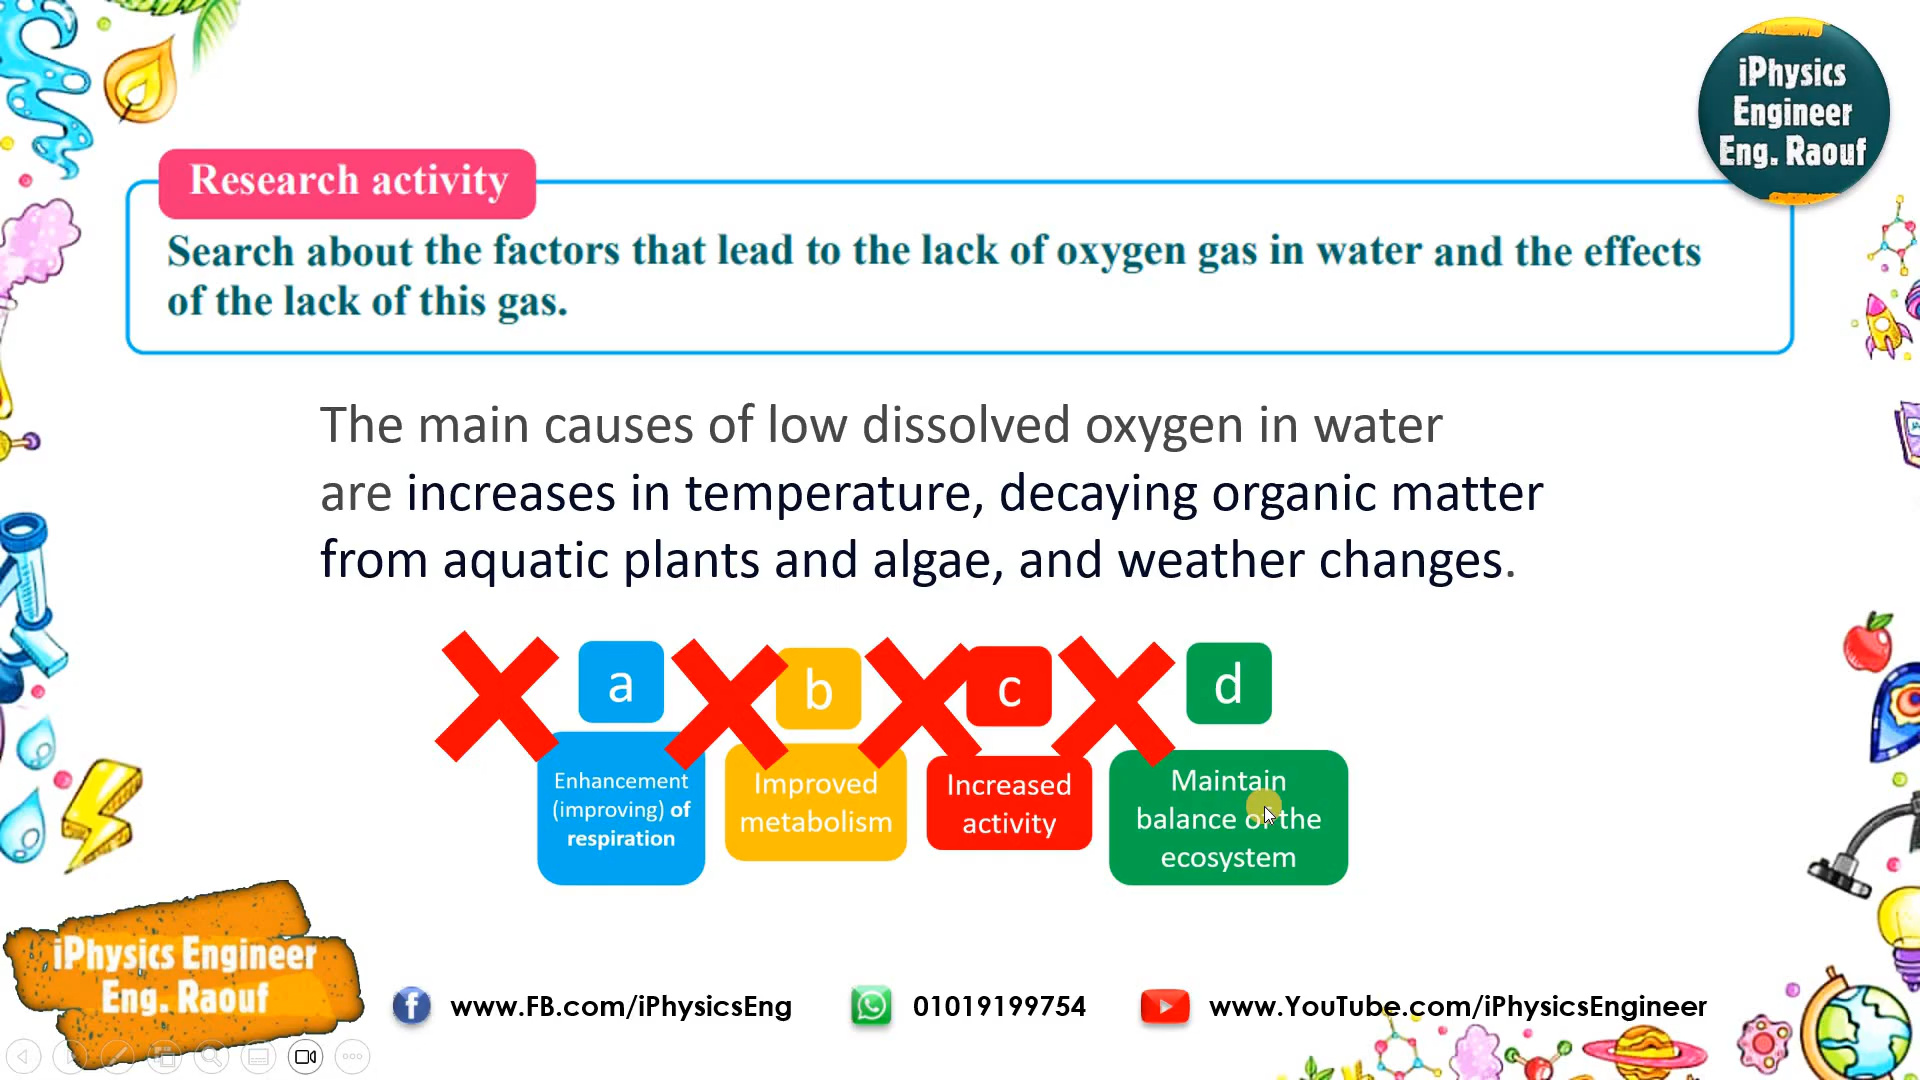 iPhysics
Engineer
Eng. Raouf
Research activity
Search about the factors that lead to the lack of oxygen gas in water and the effects
of the lack of this gas.
The main causes of low dissolved oxygen in water
are increases in temperature, decaying organic matter
from aquatic plants and algae, and weather changes.
a
b
c
d
Enhancement
(improving) of
respiration
Improved
metabolism
Increased
activity
Maintain
balance of the
ecosystem
iPhysics Engineer
Eng. Raouf
www.FB.com/iPhysicsEng
01019199754
www.YouTube.com/iPhysicsEngineer